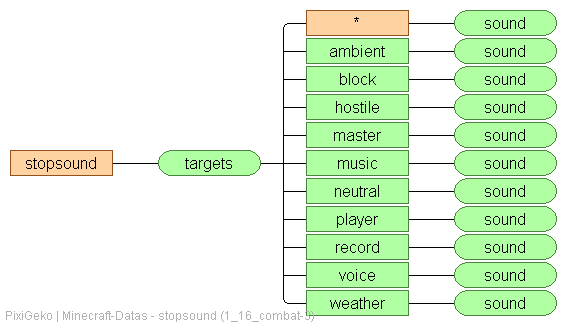 * sound
ambient sound
block sound
hostile sound
master sound
stopsound targets music sound
neutral sound
player sound
record sound
voice sound
weather sound
PixiGeko | Minecraft-Datas - stopsound (1_16_combat-3)